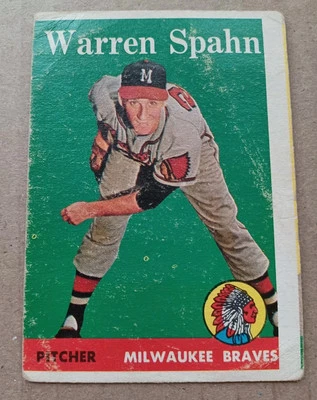 Warren Spahn
M
PITCHER MILWAUKEE BRAVES